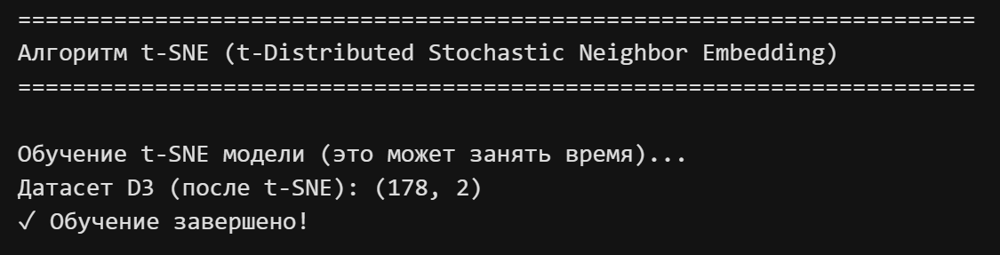 ======================================================================
Алгоритм t-SNE (t-Distributed Stochastic Neighbor Embedding)
======================================================================
Обучение t-SNE модели (это может занять время)...
Датасет D3 (после t-SNE): (178, 2)
✓ Обучение завершено!